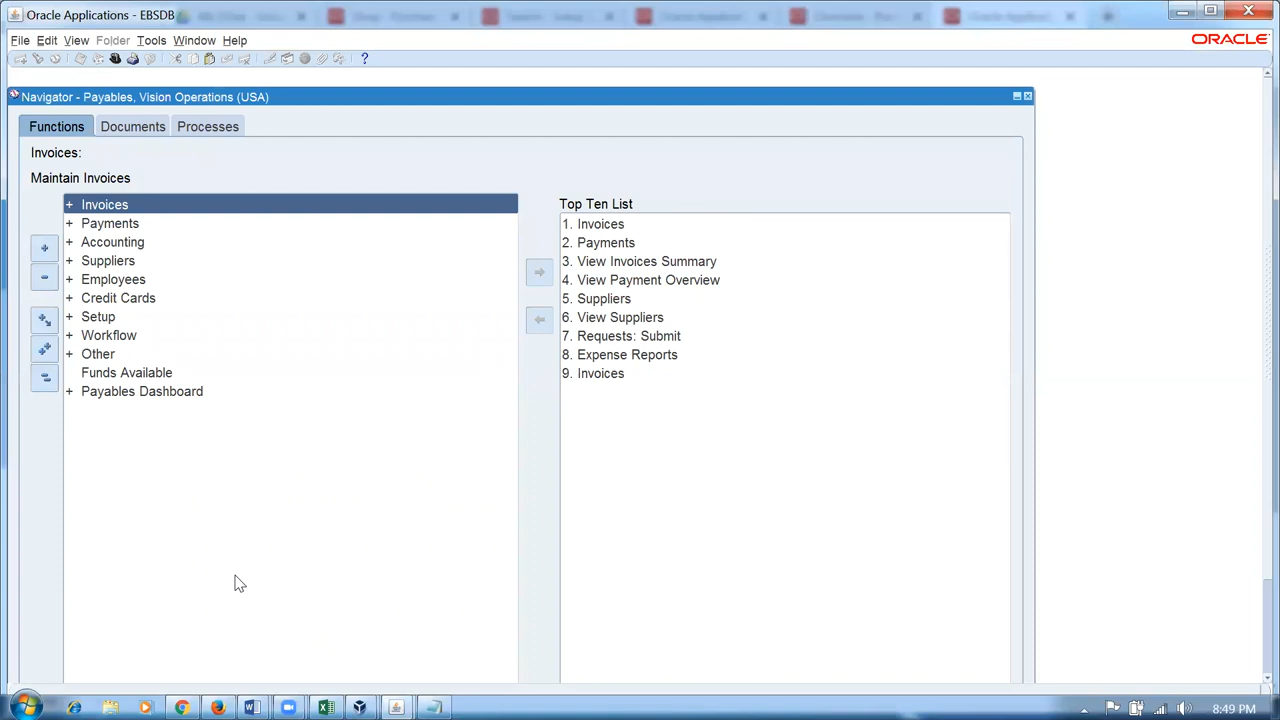 Oracle Applications - EBSDB
File Edit View Folder Tools Window Help
ORACLE
Navigator - Payables, Vision Operations (USA)
Functions Documents Processes
Invoices:
Maintain Invoices
+ Invoices
+ Payments
+ Accounting
+ Suppliers
+ Employees
+ Credit Cards
+ Setup
+ Workflow
+ Other
Funds Available
+ Payables Dashboard
Top Ten List
1. Invoices
2. Payments
3. View Invoices Summary
4. View Payment Overview
5. Suppliers
6. View Suppliers
7. Requests: Submit
8. Expense Reports
9. Invoices
8:49 PM